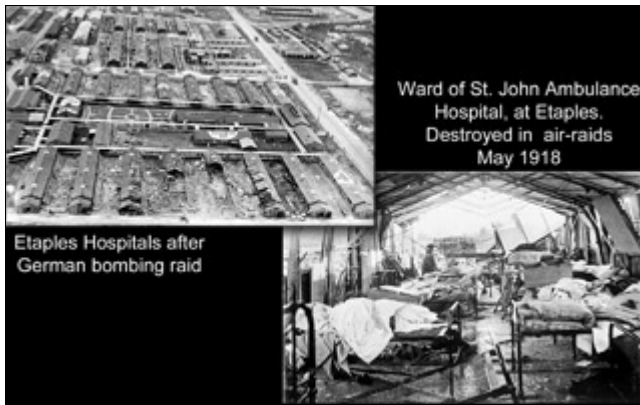 Ward of St. John Ambulance
Hospital, at Etaples.
Destroyed in air-raids
May 1918
Etaples Hospitals after
German bombing raid